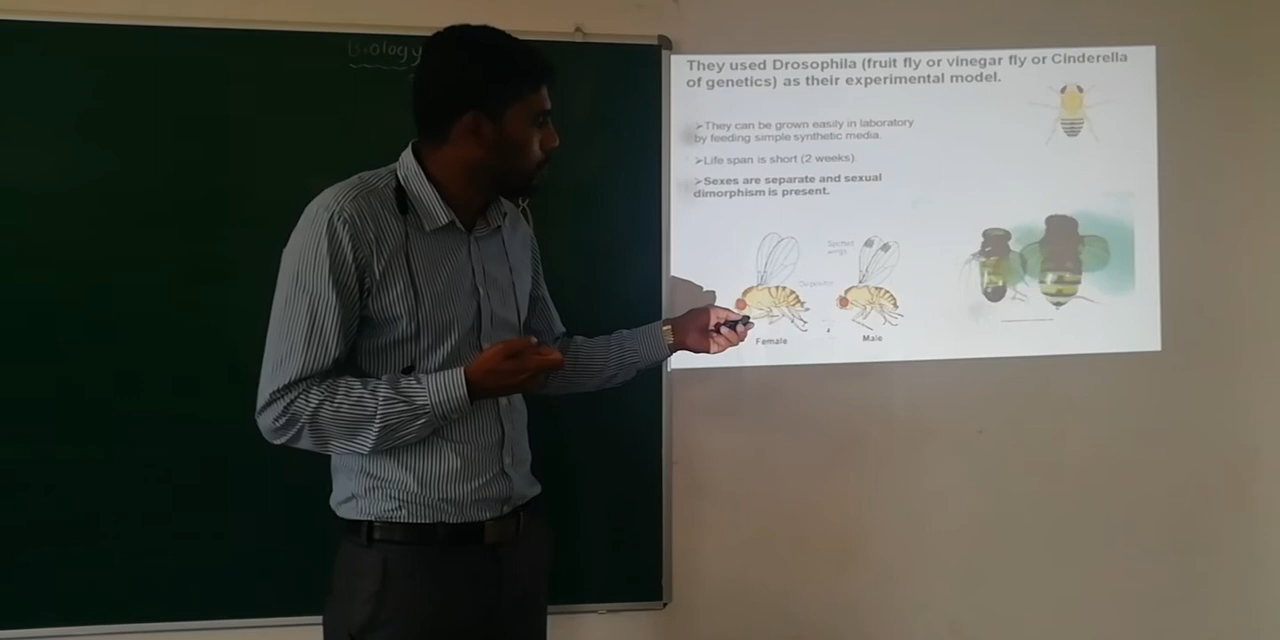 Biology
They used Drosophila (fruit fly or vinegar fly or Cinderella
of genetics) as their experimental model.
➢They can be grown easily in laboratory
by feeding simple synthetic media.
➢Life span is short (2 weeks)
➢Sexes are separate and sexual
dimorphism is present.
Spotted
wings
Female
Male